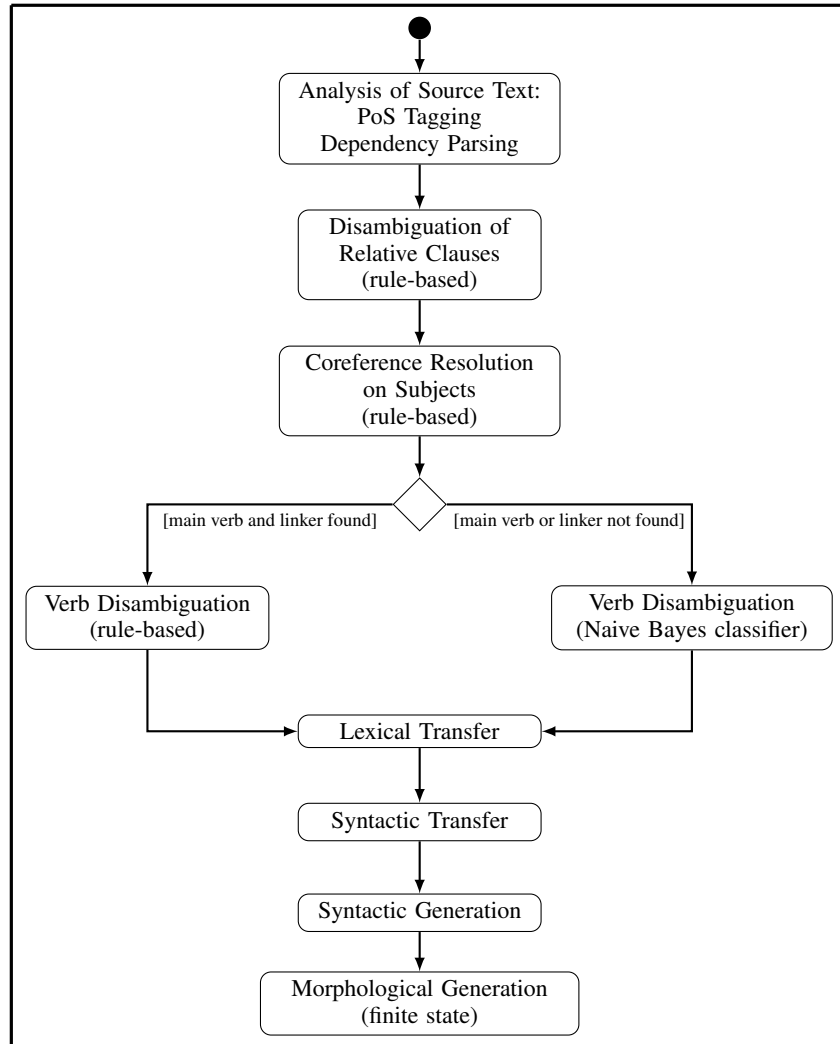 Analysis of Source Text:
PoS Tagging
Dependency Parsing
Disambiguation of
Relative Clauses
(rule-based)
Coreference Resolution
on Subjects
(rule-based)
[main verb and linker found]
[main verb or linker not found]
Verb Disambiguation
(rule-based)
Verb Disambiguation
(Naive Bayes classifier)
Lexical Transfer
Syntactic Transfer
Syntactic Generation
Morphological Generation
(finite state)